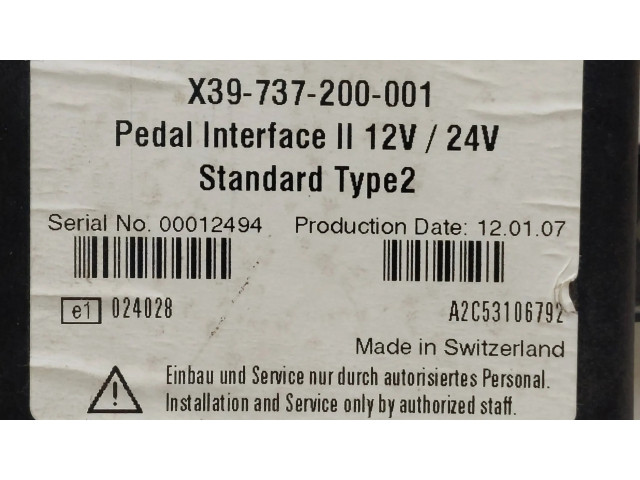 X39-737-200-001
Pedal Interface II 12V / 24V
Standard Type2
Serial No. 00012494 Production Date: 12.01.07
e1 024028 A2C53106792
Made in Switzerland
Einbau und Service nur durch autorisiertes Personal.
Installation and Service only by authorized staff.